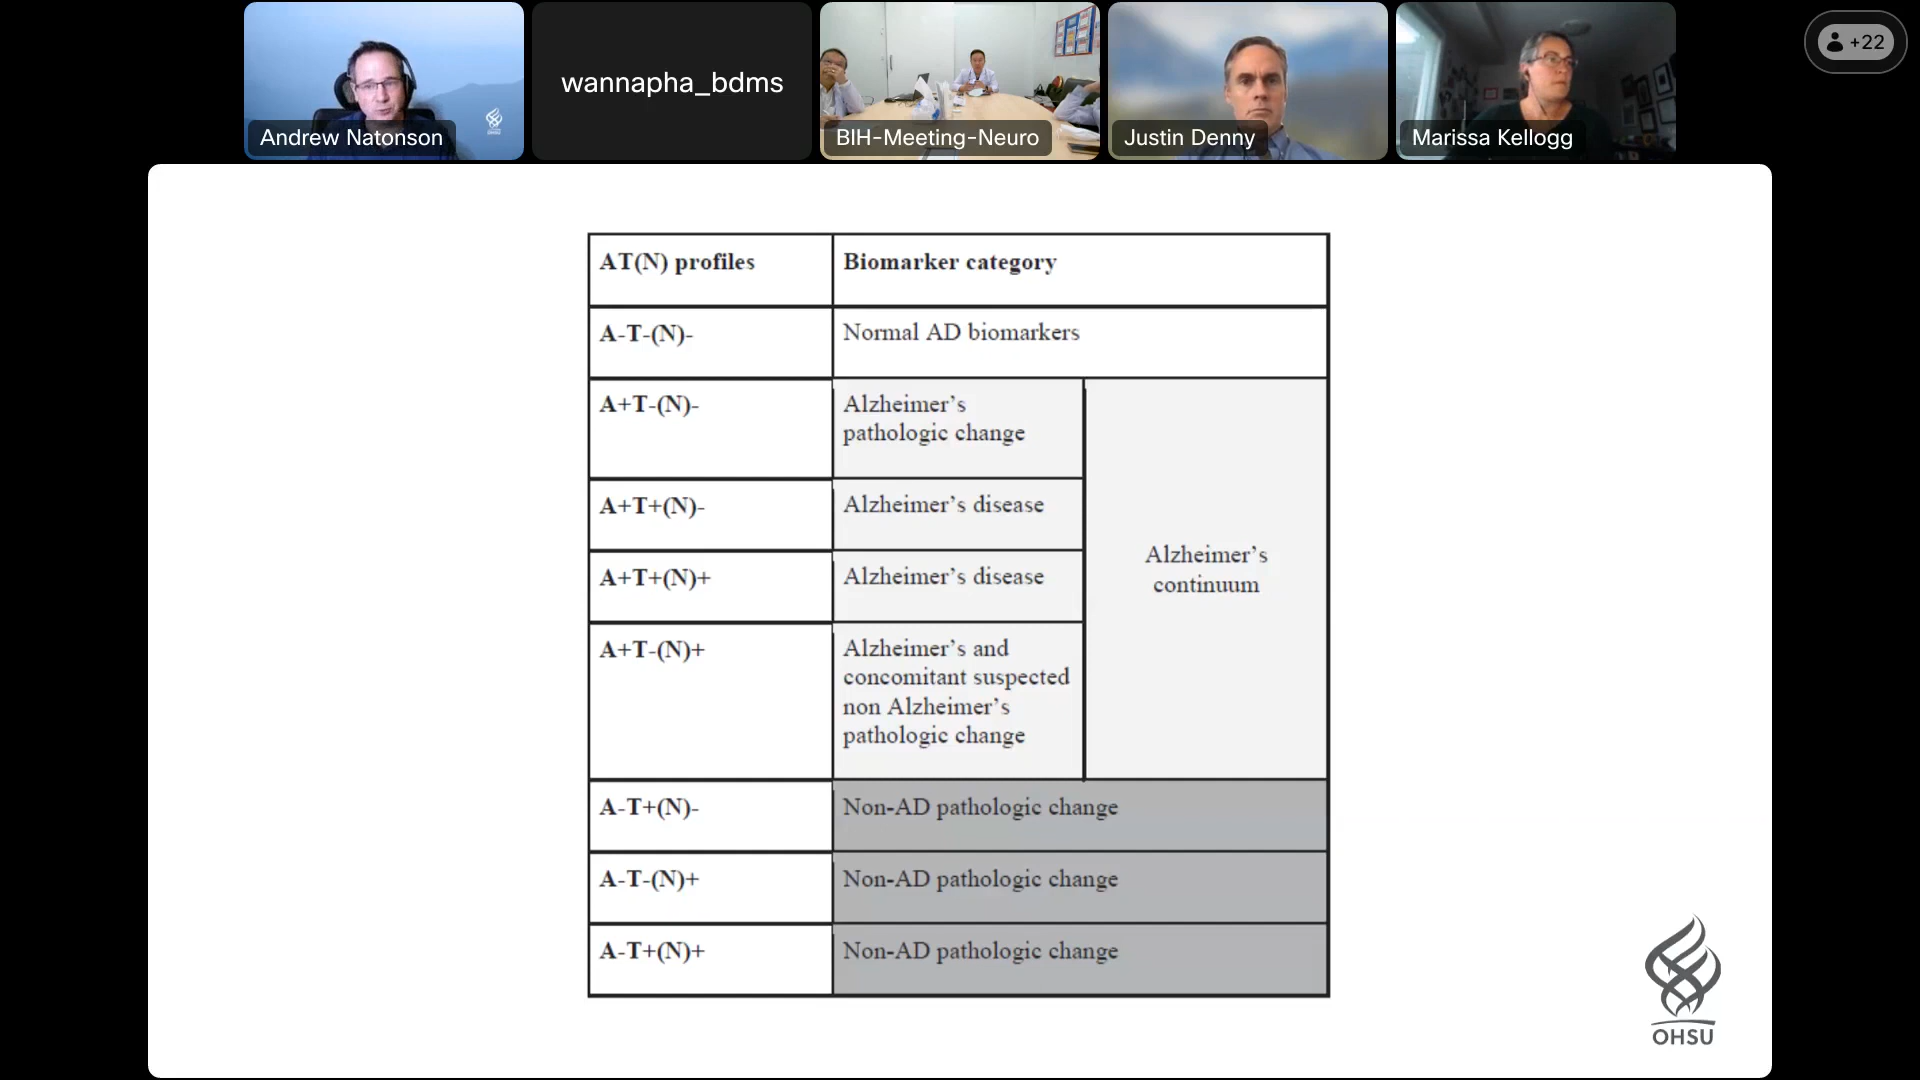 wannapha_bdms
Andrew Natonson
BIH-Meeting-Neuro
Justin Denny
Marissa Kellogg
+22
AT(N) profiles
Biomarker category
A-T-(N)-
Normal AD biomarkers
A+T-(N)-
Alzheimer’s
pathologic change
A+T+(N)-
Alzheimer’s disease
Alzheimer’s
continuum
A+T+(N)+
Alzheimer’s disease
A+T-(N)+
Alzheimer’s and
concomitant suspected
non Alzheimer’s
pathologic change
A-T+(N)-
Non-AD pathologic change
A-T-(N)+
Non-AD pathologic change
A-T+(N)+
Non-AD pathologic change
OHSU